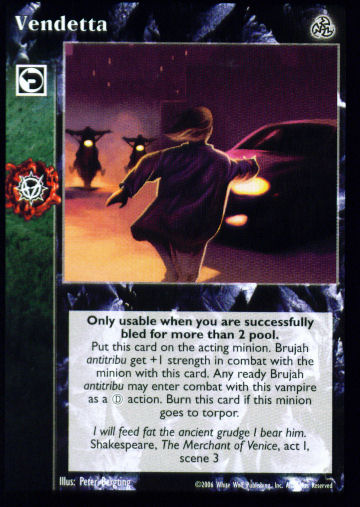 Vendetta
Only usable when you are successfully
bled for more than 2 pool.
Put this card on the acting minion. Brujah
antitribu get +1 strength in combat with the
minion with this card. Any ready Brujah
antitribu may enter combat with this vampire
as a Ⓓ action. Burn this card if this minion
goes to torpor.
I will feed fat the ancient grudge I bear him.
Shakespeare, The Merchant of Venice, act I,
scene 3
Illus: Peter Bergting
©2006 White Wolf Publishing, Inc. All Rights Reserved